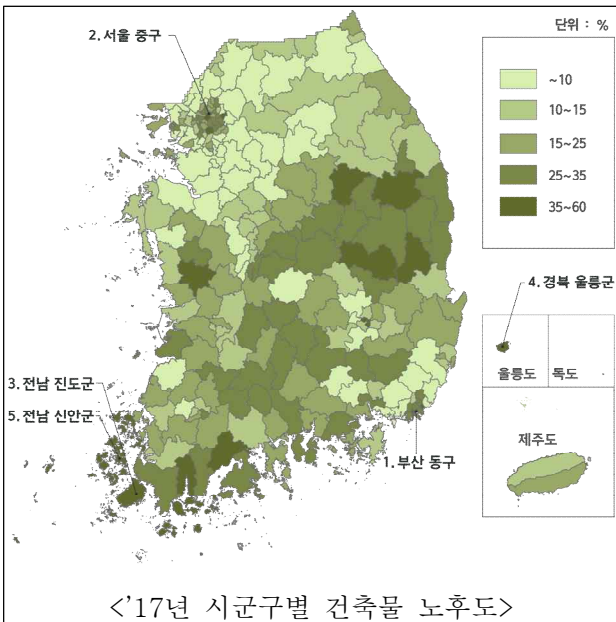 단위 : %
2.서울 중구
~10
10~15
15~25
25~35
35~60
4.경북 울릉군
울릉도
독도
3.전남 진도군
5.전남 신안군
제주도
1.부산 동구
<’17년 시군구별 건축물 노후도>